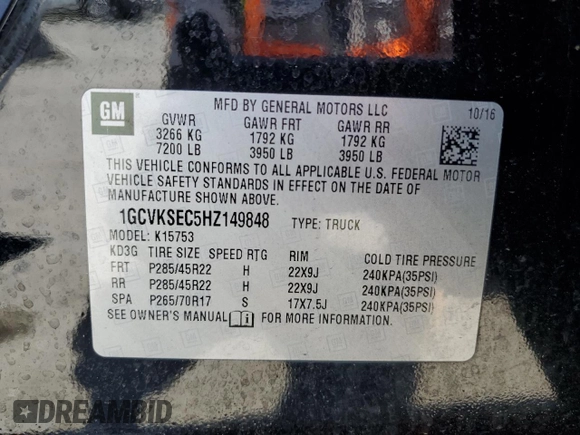 GM
MFD BY GENERAL MOTORS LLC
10/16
GVWR GAWR FRT GAWR RR
3266 KG 1792 KG 1792 KG
7200 LB 3950 LB 3950 LB
THIS VEHICLE CONFORMS TO ALL APPLICABLE U.S. FEDERAL MOTOR
VEHICLE SAFETY STANDARDS IN EFFECT ON THE DATE OF
MANUFACTURE SHOWN ABOVE.
1GCVKSEC5HZ149848 TYPE: TRUCK
MODEL: K15753
KD3G TIRE SIZE SPEED RTG RIM COLD TIRE PRESSURE
FRT P285/45R22 H 22X9J 240KPA(35PSI)
RR P285/45R22 H 22X9J 240KPA(35PSI)
SPA P265/70R17 S 17X7.5J 240KPA(35PSI)
SEE OWNER'S MANUAL FOR MORE INFORMATION.
DREAMBID